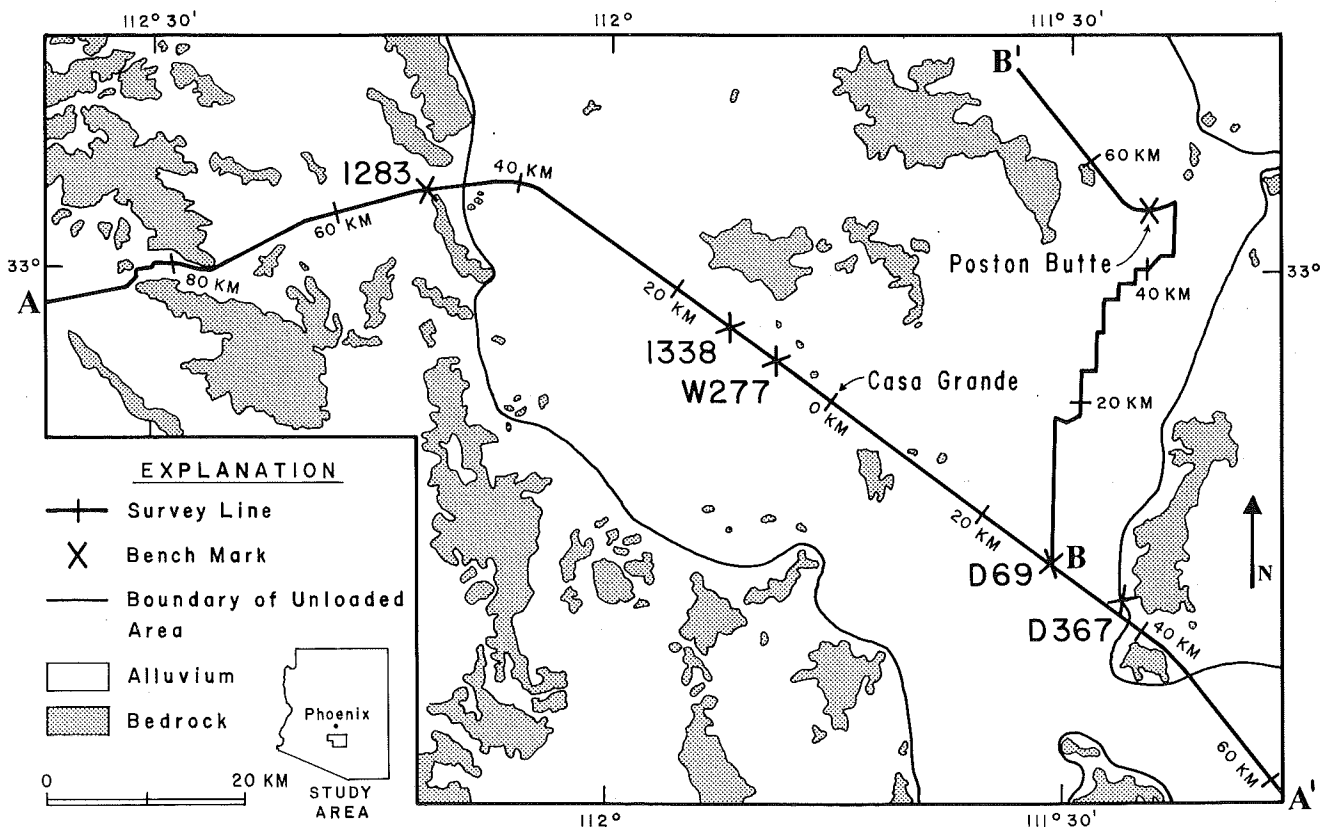 112° 30'
112°
111° 30'
B'
60 KM
1283
40 KM
60 KM
Poston Butte
33°
33°
80 KM
A
40 KM
20 KM
1338
W277
Casa Grande
0 KM
20 KM
20 KM
D69
B
D367
40 KM
60 KM
A'
N
EXPLANATION
Survey Line
Bench Mark
Boundary of Unloaded
Area
Alluvium
Bedrock
Phoenix
STUDY
AREA
0
20 KM
112°
111° 30'